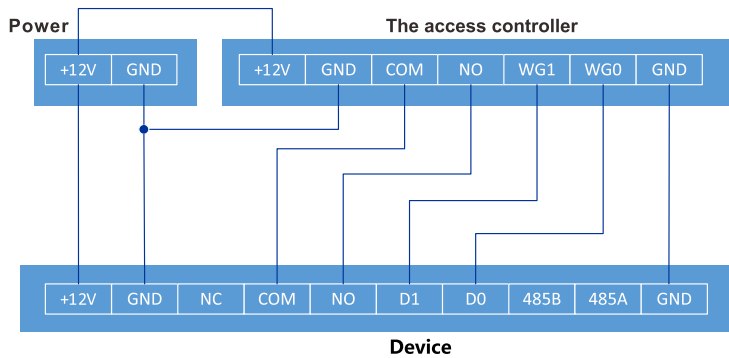 Power The access controller
+12V GND +12V GND COM NO WG1 WG0 GND
+12V GND NC COM NO D1 D0 485B 485A GND
Device